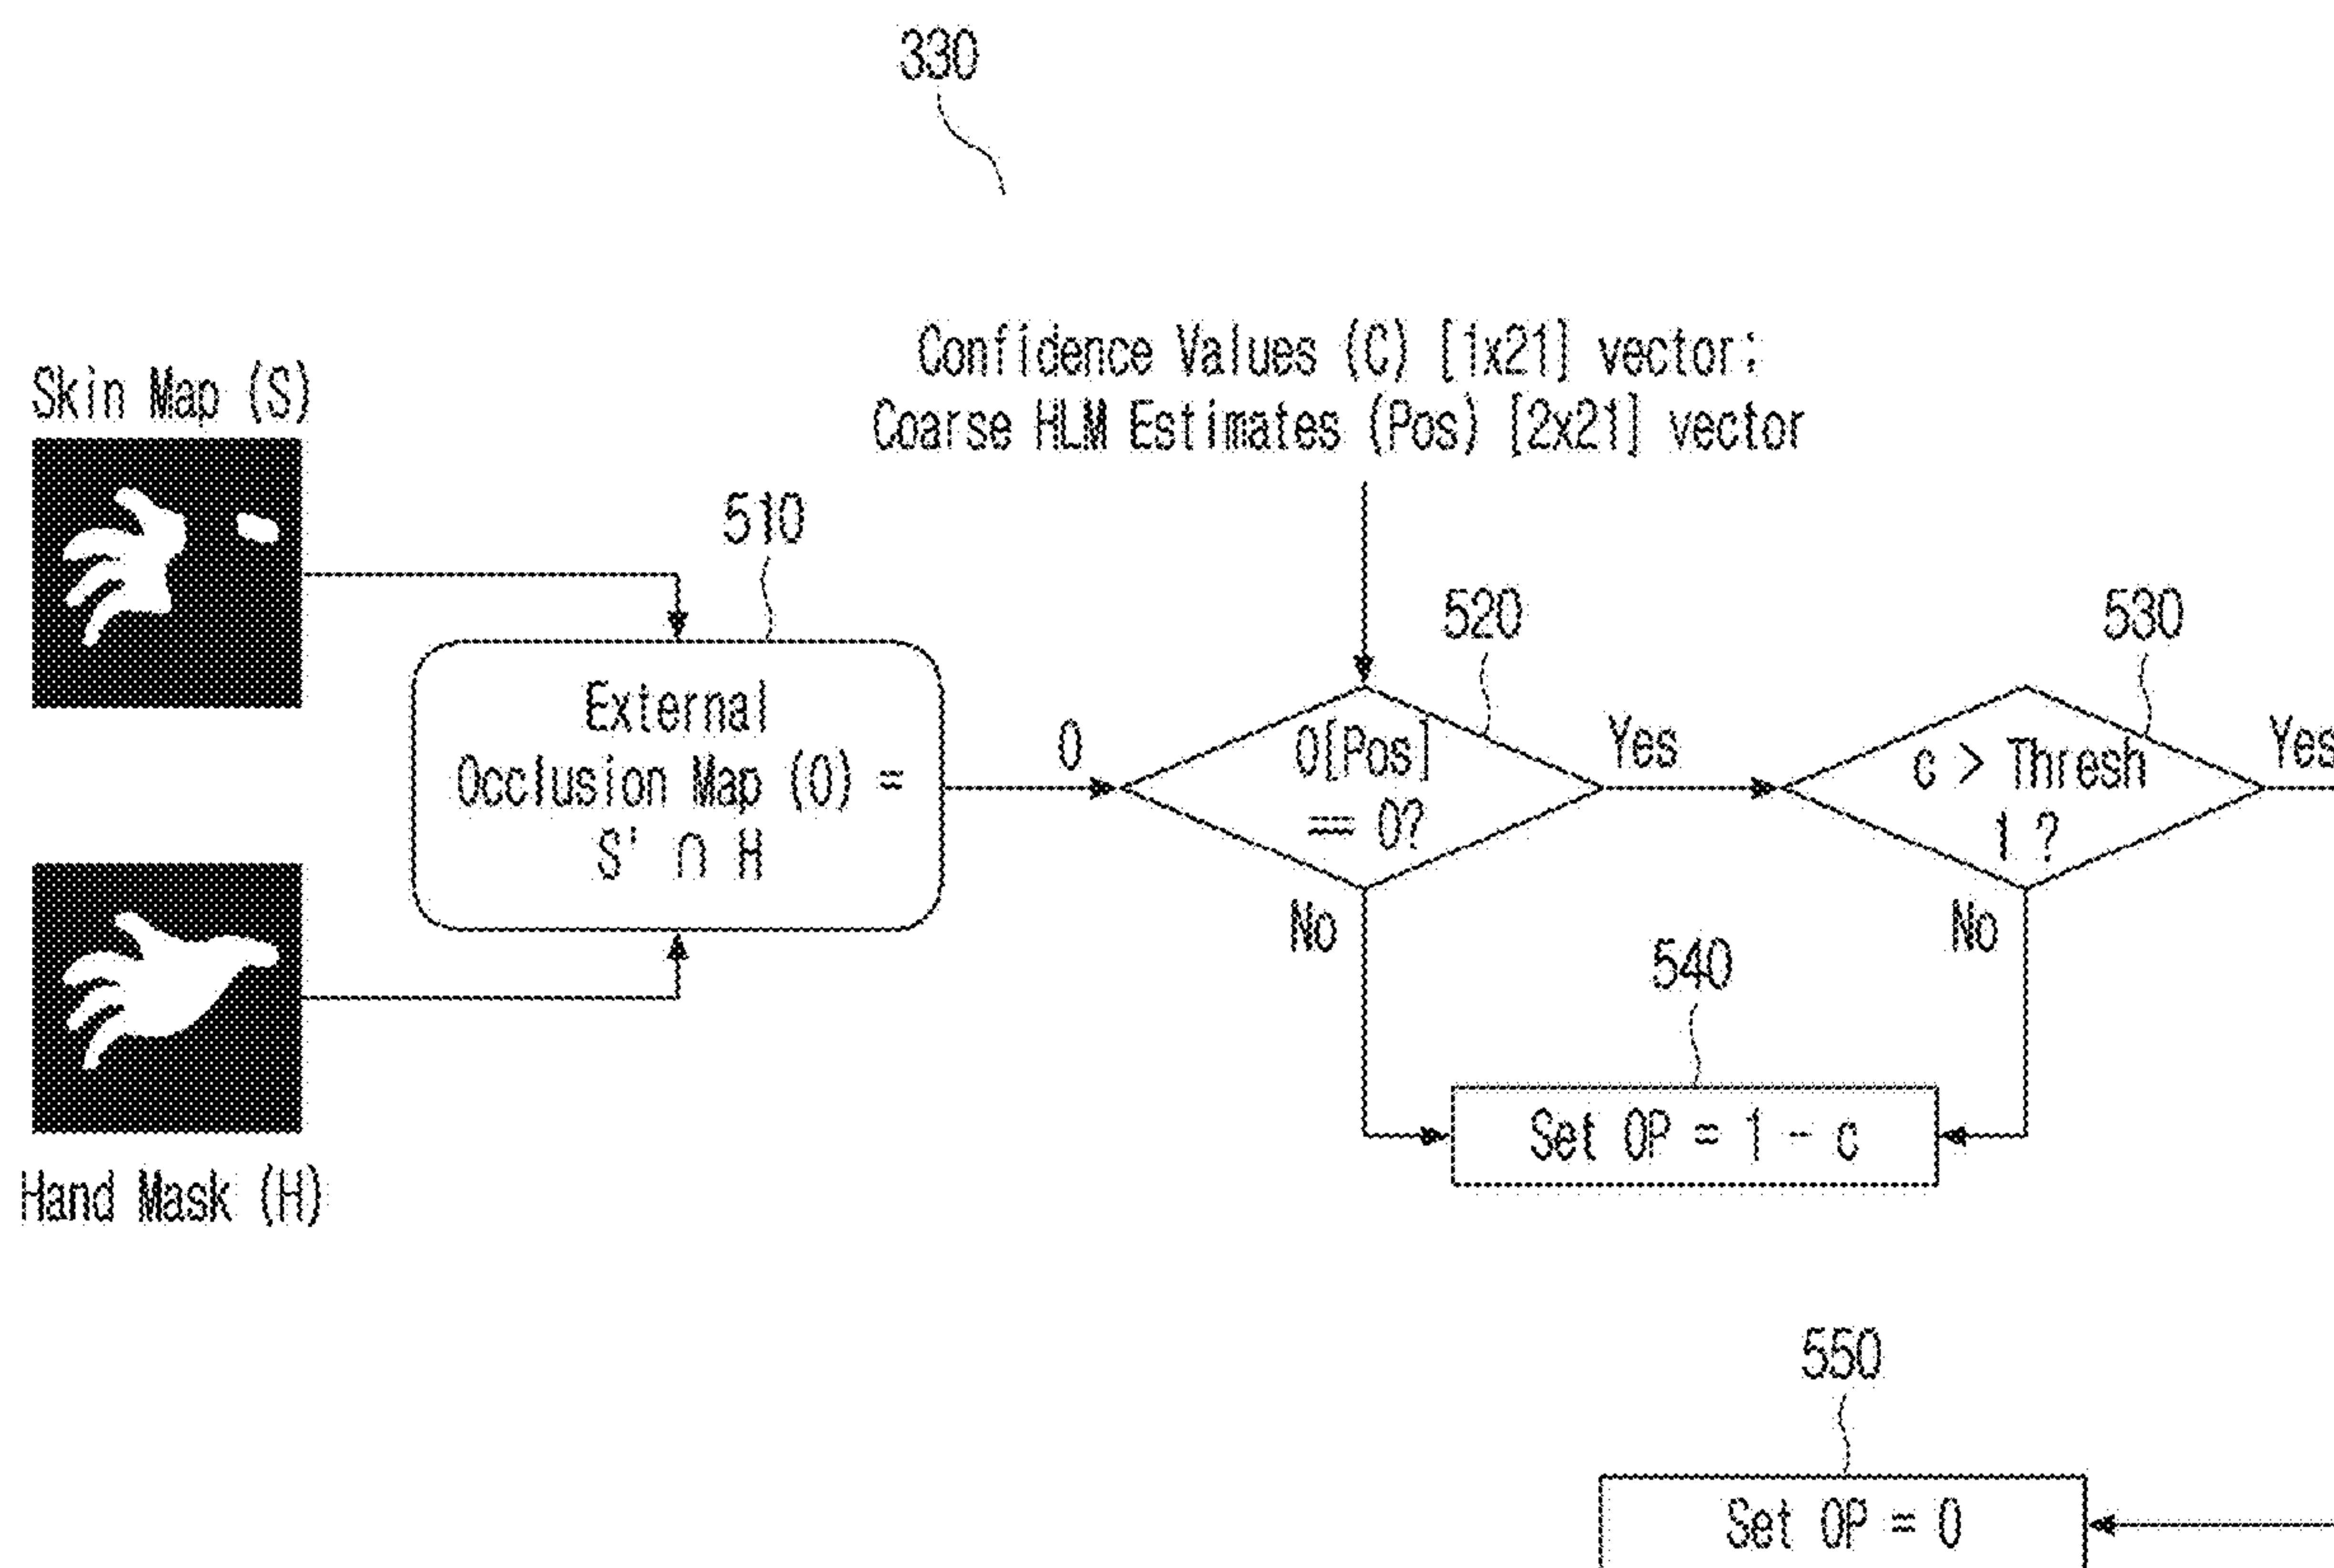 330
Confidence Values (C) [1x21] vector:
Coarse HLM Estimates (Pos) [2x21] vector
Skin Map (S)
510
520
530
External
Occlusion Map (O) =
S' ∩ H
O
O[Pos]
== 0?
Yes
c > Thresh
1 ?
Yes
No
No
540
Set OP = 1 - c
Hand Mask (H)
550
Set OP = 0